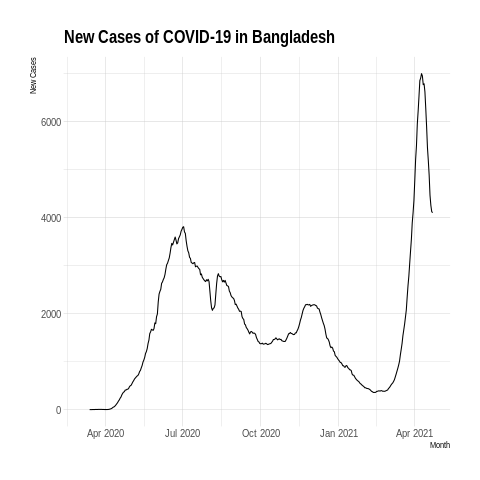 New Cases of COVID-19 in Bangladesh
New Cases
6000
4000
2000
0
Apr 2020 Jul 2020 Oct 2020 Jan 2021 Apr 2021
Month